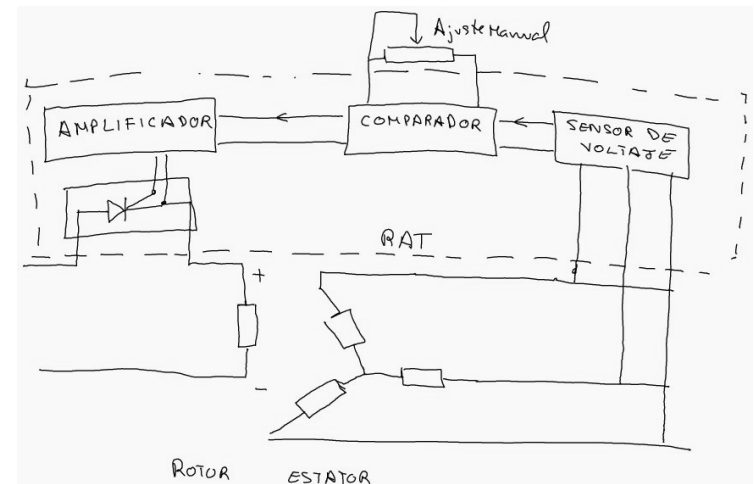 Ajuste Manual
AMPLIFICADOR
COMPARADOR
SENSOR DE
VOLTAJE
RAT
+
-
ROTOR
ESTATOR